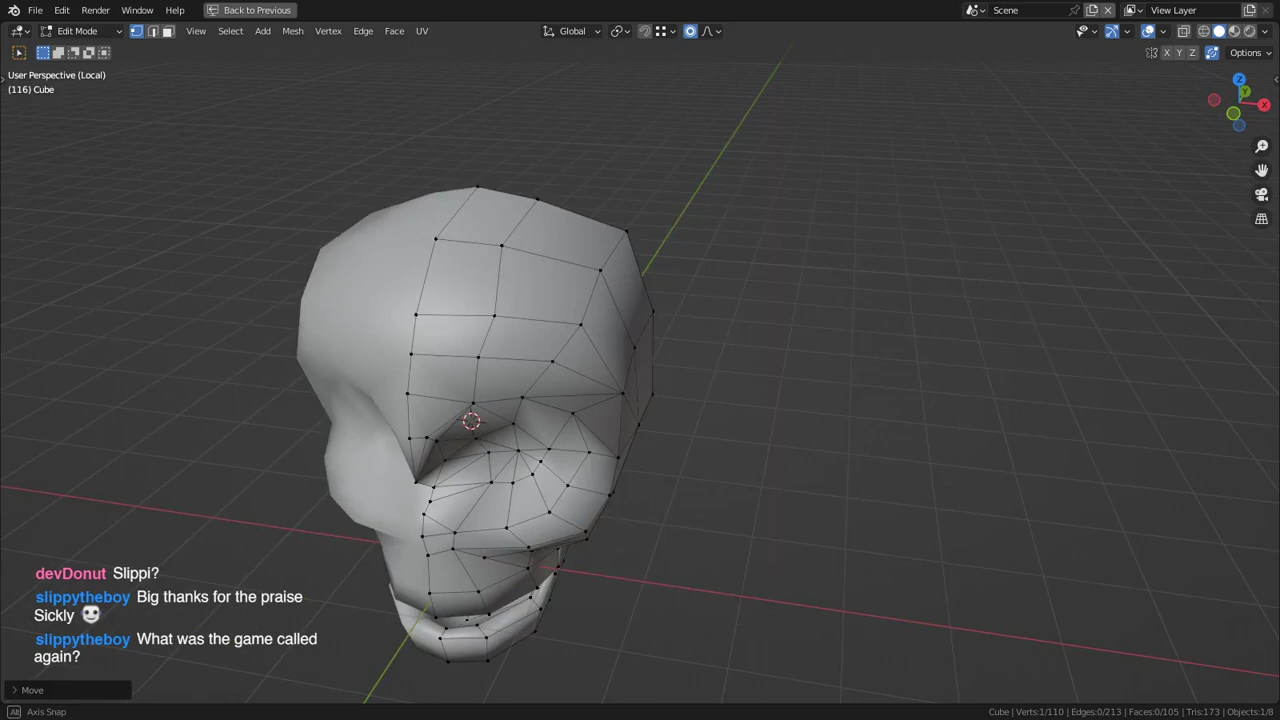 File Edit Render Window Help Back to Previous Scene View Layer
Edit Mode View Select Add Mesh Vertex Edge Face UV Global
X Y Z Options
User Perspective (Local)
(116) Cube
Z
Y
X
devDonut Slippi?
slippytheboy Big thanks for the praise
Sickly
slippytheboy What was the game called
again?
Move
Alt Axis Snap Cube | Verts:1/110 | Edges:0/213 | Faces:0/105 | Tris:173 | Objects:1/8